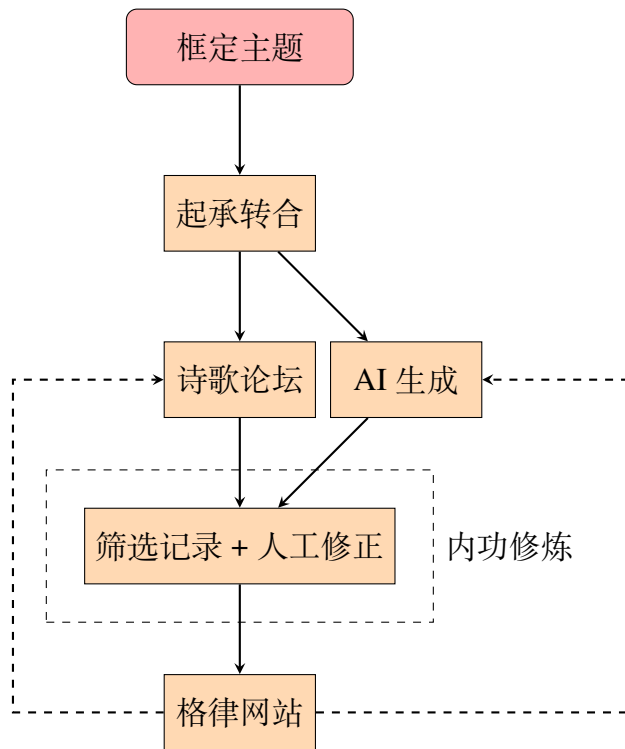 框定主题
起承转合
诗歌论坛
AI 生成
筛选记录 + 人工修正
内功修炼
格律网站